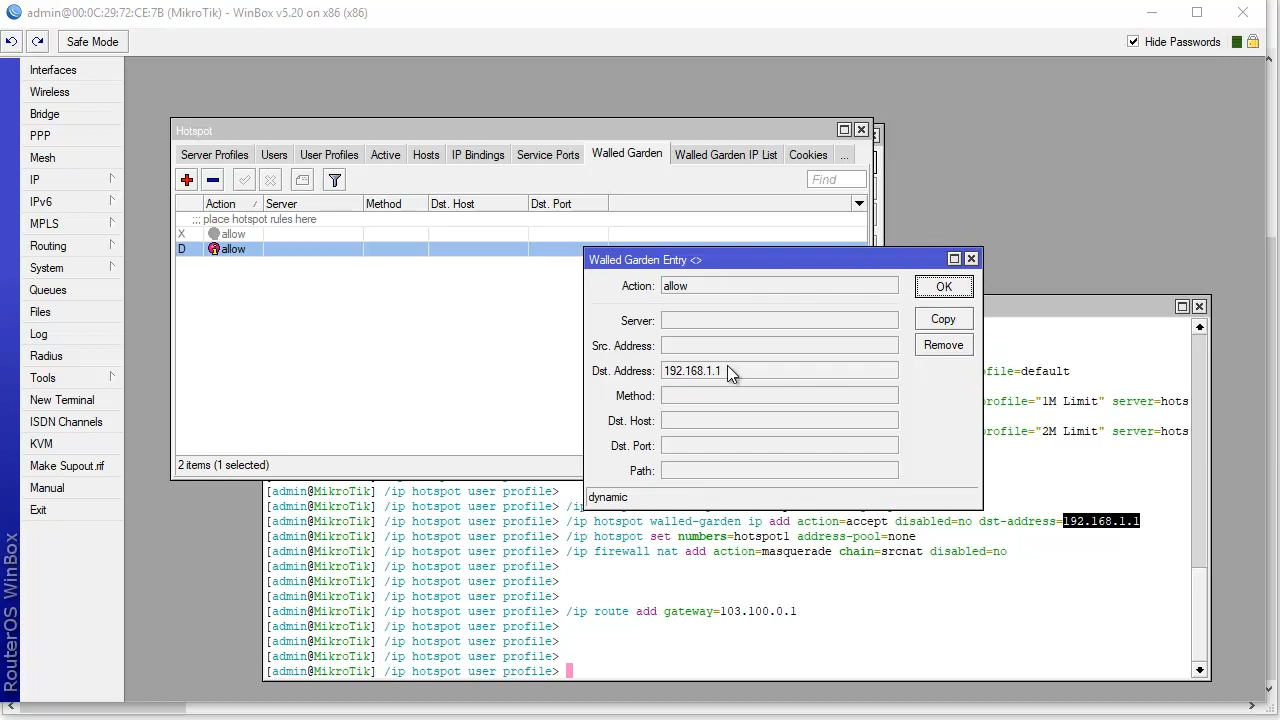 admin@00:0C:29:72:CE:7B (MikroTik) - WinBox v5.20 on x86 (x86)
Safe Mode
Hide Passwords
Interfaces
Wireless
Bridge
PPP
Mesh
IP
IPv6
MPLS
Routing
System
Queues
Files
Log
Radius
Tools
New Terminal
ISDN Channels
KVM
Make Supout.rif
Manual
Exit
RouterOS WinBox
Hotspot
Server Profiles Users User Profiles Active Hosts IP Bindings Service Ports Walled Garden Walled Garden IP List Cookies ...
Find
Action Server Method Dst. Host Dst. Port
::: place hotspot rules here
X allow
D allow
2 items (1 selected)
Walled Garden Entry <>
Action: allow
Server:
Src. Address:
Dst. Address: 192.168.1.1
Method:
Dst. Host:
Dst. Port:
Path:
OK
Copy
Remove
dynamic
ofile=default
profile="1M Limit" server=hots
profile="2M Limit" server=hots
[admin@MikroTik] /ip hotspot user profile>
[admin@MikroTik] /ip hotspot user profile> /ip
[admin@MikroTik] /ip hotspot user profile> /ip hotspot walled-garden ip add action=accept disabled=no dst-address=192.168.1.1
[admin@MikroTik] /ip hotspot user profile> /ip hotspot set numbers=hotspot1 address-pool=none
[admin@MikroTik] /ip hotspot user profile> /ip firewall nat add action=masquerade chain=srcnat disabled=no
[admin@MikroTik] /ip hotspot user profile>
[admin@MikroTik] /ip hotspot user profile>
[admin@MikroTik] /ip hotspot user profile>
[admin@MikroTik] /ip hotspot user profile> /ip route add gateway=103.100.0.1
[admin@MikroTik] /ip hotspot user profile>
[admin@MikroTik] /ip hotspot user profile>
[admin@MikroTik] /ip hotspot user profile>
[admin@MikroTik] /ip hotspot user profile>